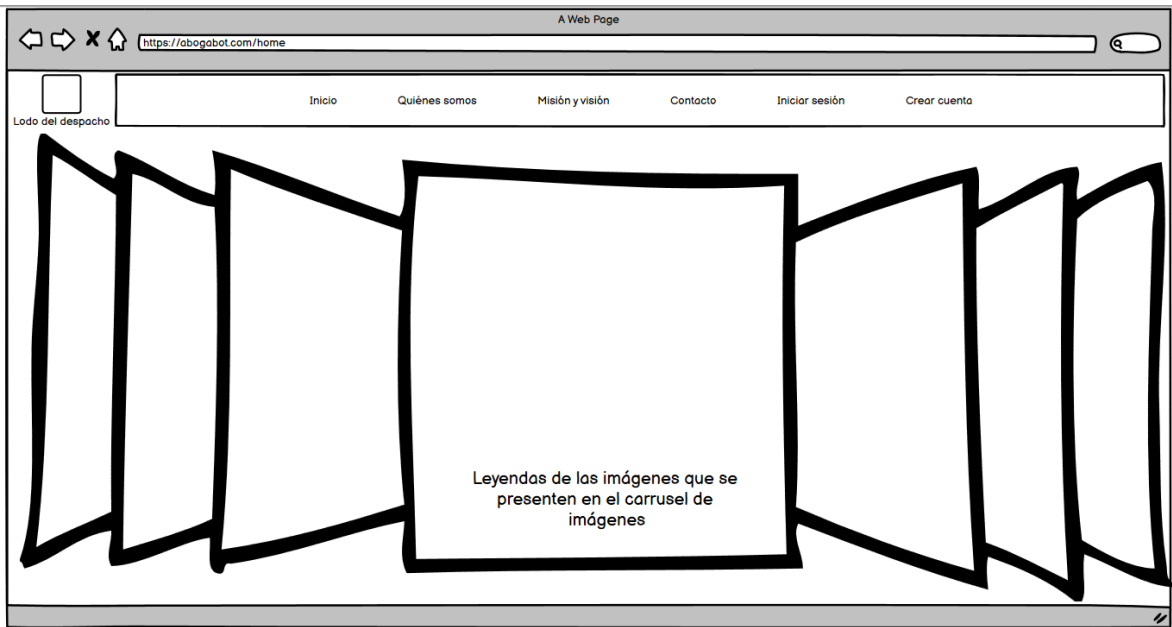 A Web Page
https://abogabot.com/home
Inicio Quiénes somos Misión y visión Contacto Iniciar sesión Crear cuenta
Lodo del despacho
Leyendas de las imágenes que se
presenten en el carrusel de
imágenes